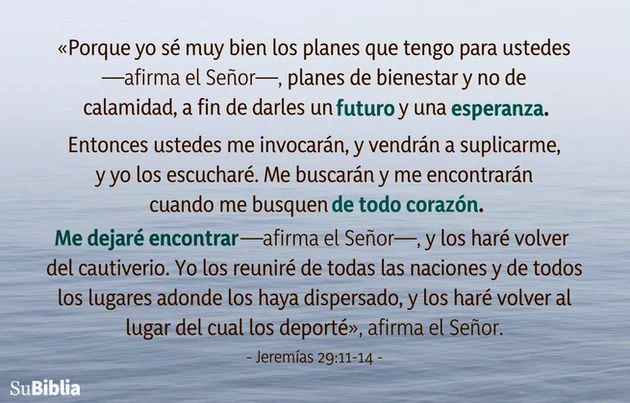 «Porque yo sé muy bien los planes que tengo para ustedes
—afirma el Señor—, planes de bienestar y no de
calamidad, a fin de darles un futuro y una esperanza.
Entonces ustedes me invocarán, y vendrán a suplicarme,
y yo los escucharé. Me buscarán y me encontrarán
cuando me busquen de todo corazón.
Me dejaré encontrar —afirma el Señor—, y los haré volver
del cautiverio. Yo los reuniré de todas las naciones y de todos
los lugares adonde los haya dispersado, y los haré volver al
lugar del cual los deporté», afirma el Señor.
- Jeremías 29:11-14 -
SuBiblia